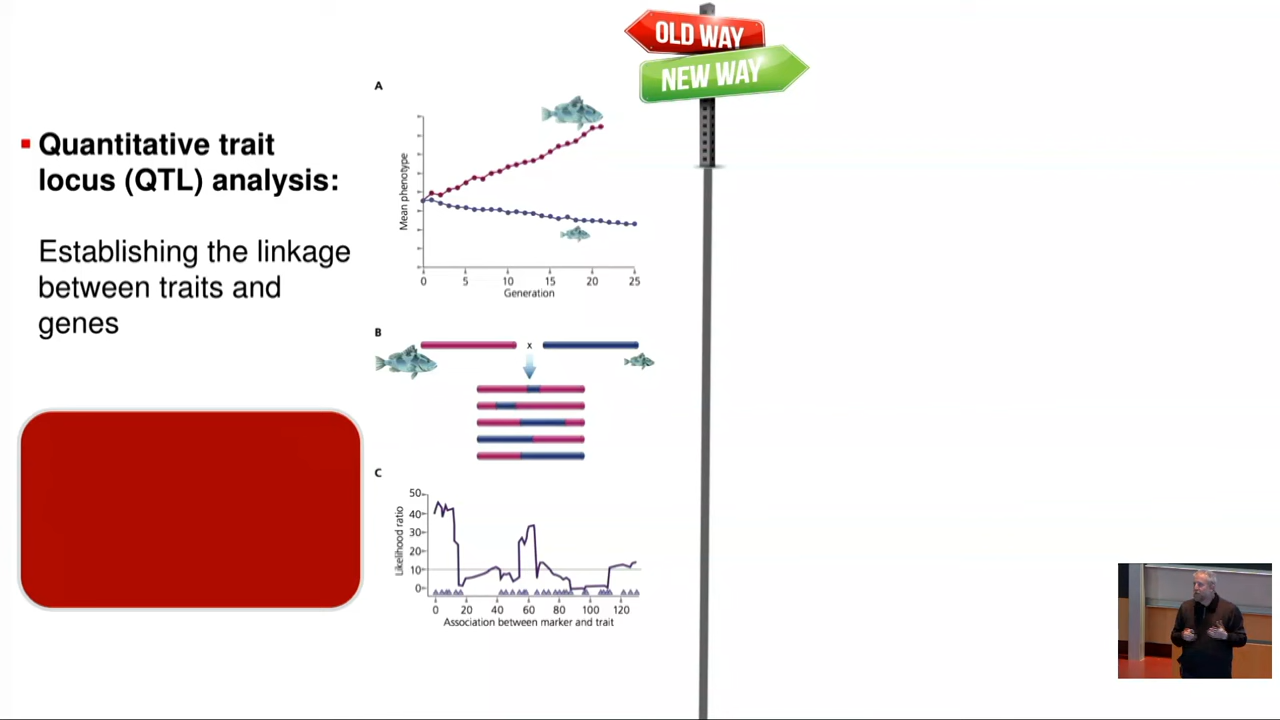 OLD WAY
NEW WAY
Quantitative trait
locus (QTL) analysis:
Establishing the linkage
between traits and
genes
A
Mean phenotype
0 5 10 15 20 25
Generation
B
x
C
Likelihood ratio
50
40
30
20
10
0
0 20 40 60 80 100 120
Association between marker and trait